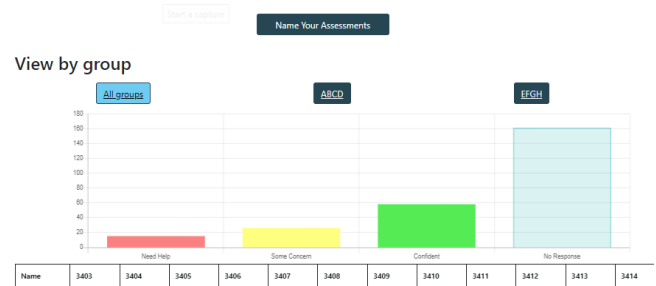 Start a caption
Name Your Assessments
View by group
All groups ABCD EFGH
180
160
140
120
100
80
60
40
20
0
Need Help Some Concern Confident No Response
Name 3403 3404 3405 3406 3407 3408 3409 3410 3411 3412 3413 3414